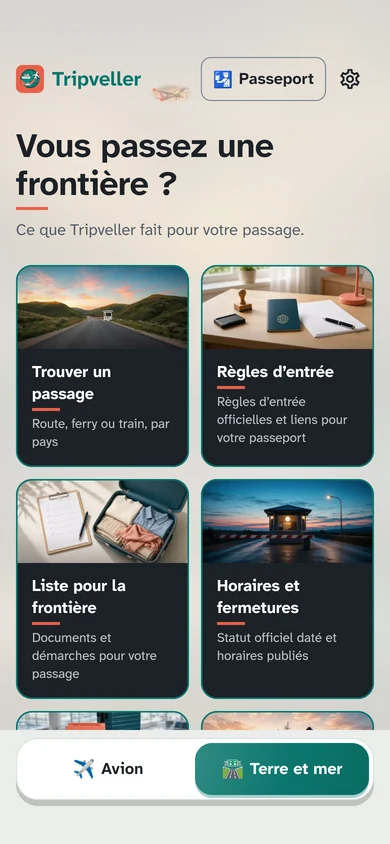 Tripveller
Passeport
Vous passez une
frontière ?
Ce que Tripveller fait pour votre passage.
Trouver un
passage
Route, ferry ou train, par
pays
Règles d’entrée
Règles d’entrée
officielles et liens pour
votre passeport
Liste pour la
frontière
Documents et
démarches pour votre
passage
Horaires et
fermetures
Statut officiel daté et
horaires publiés
Avion
Terre et mer